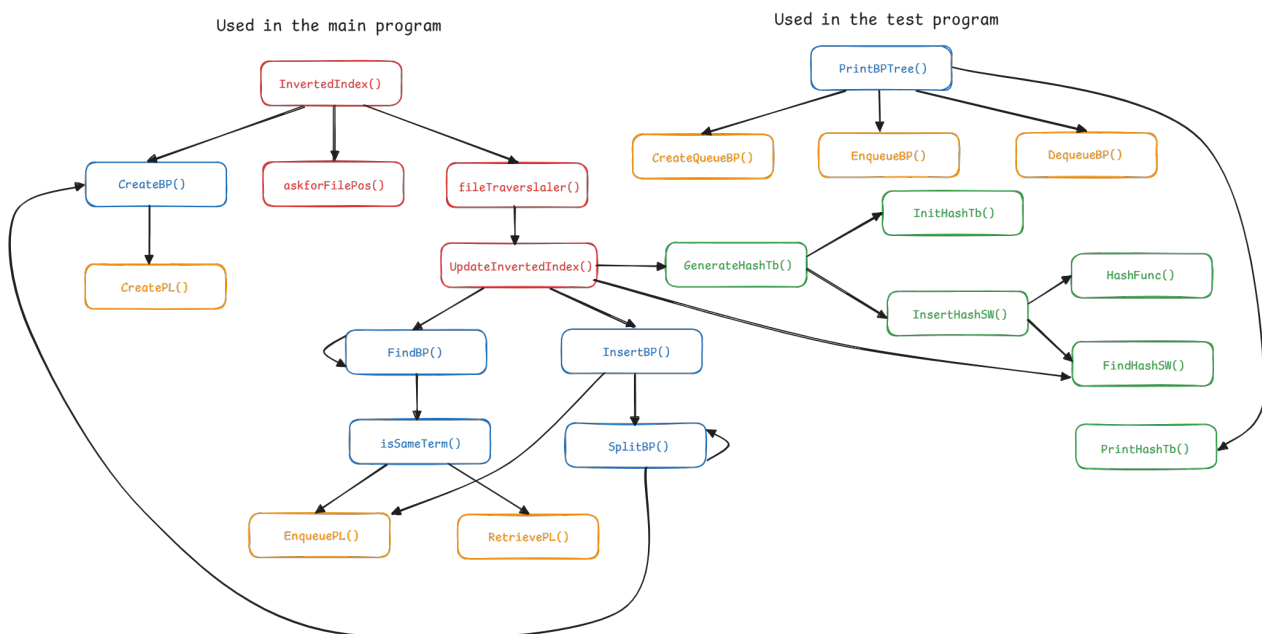 Used in the main program
Used in the test program
InvertedIndex()
PrintBPTree()
CreateBP()
askforFilePos()
fileTraverslaler()
CreateQueueBP()
EnqueueBP()
DequeueBP()
InitHashTb()
UpdateInvertedIndex()
GenerateHashTb()
HashFunc()
CreatePL()
InsertHashSW()
FindBP()
InsertBP()
FindHashSW()
isSameTerm()
SplitBP()
PrintHashTb()
EnqueuePL()
RetrievePL()